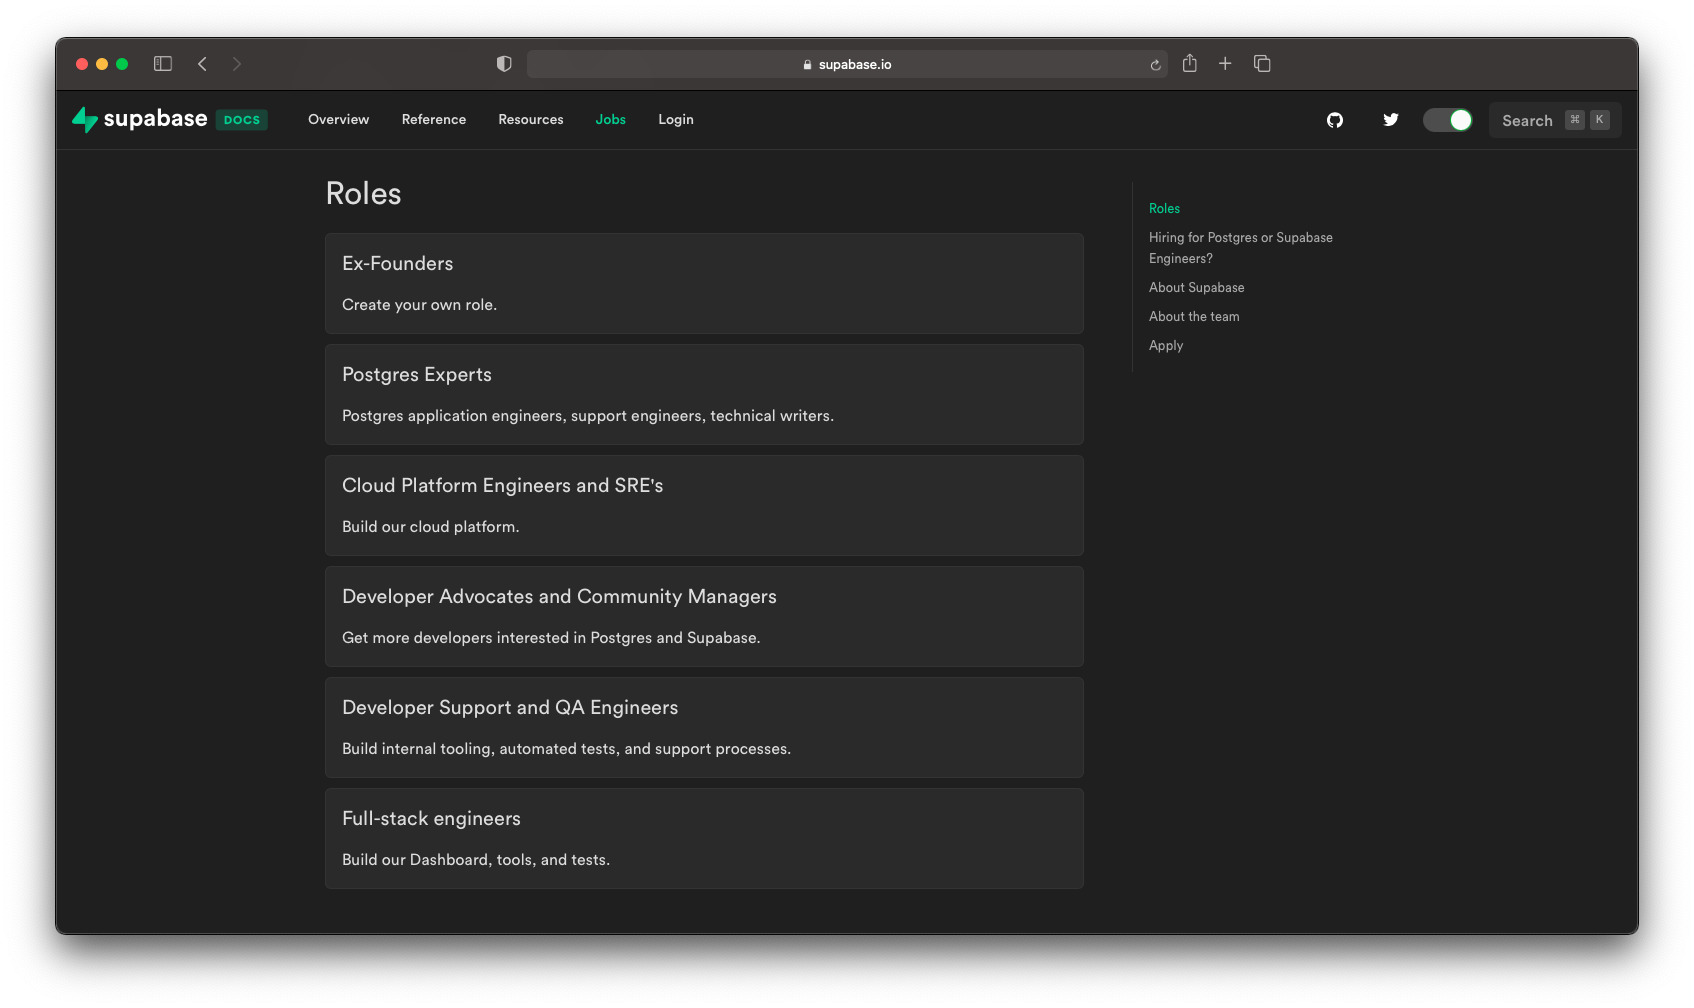 supabase.io
supabase DOCS Overview Reference Resources Jobs Login Search ⌘ K
Roles
Ex-Founders
Create your own role.
Postgres Experts
Postgres application engineers, support engineers, technical writers.
Cloud Platform Engineers and SRE's
Build our cloud platform.
Developer Advocates and Community Managers
Get more developers interested in Postgres and Supabase.
Developer Support and QA Engineers
Build internal tooling, automated tests, and support processes.
Full-stack engineers
Build our Dashboard, tools, and tests.
Roles
Hiring for Postgres or Supabase
Engineers?
About Supabase
About the team
Apply